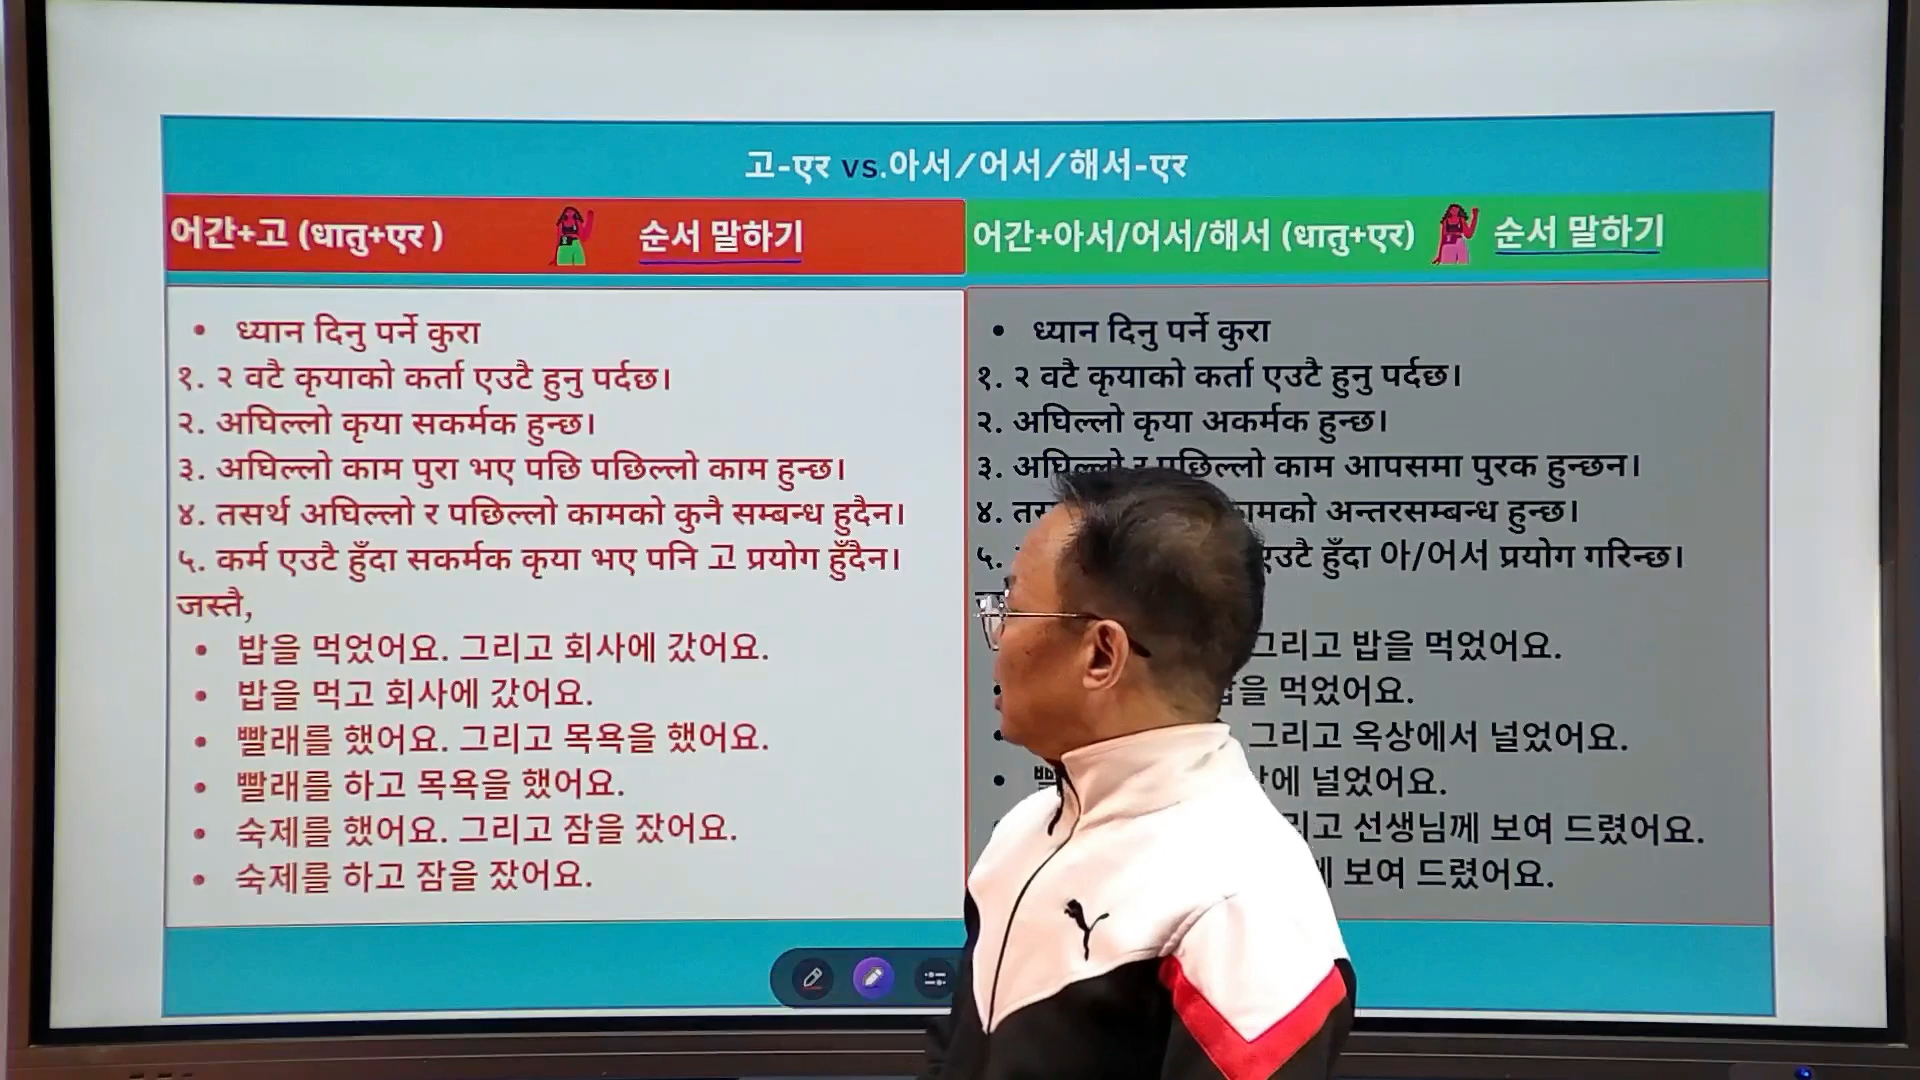 고-एर vs.아서/어서/해서-एर
어간+고 (धातु+एर )
순서 말하기
ध्यान दिनु पर्ने कुरा
१. २ वटै कृयाको कर्ता एउटै हुनु पर्दछ।
२. अघिल्लो कृया सकर्मक हुन्छ।
३. अघिल्लो काम पुरा भए पछि पछिल्लो काम हुन्छ।
४. तसर्थ अघिल्लो र पछिल्लो कामको कुनै सम्बन्ध हुदैन।
५. कर्म एउटै हुँदा सकर्मक कृया भए पनि 고 प्रयोग हुँदैन।
जस्तै,
밥을 먹었어요. 그리고 회사에 갔어요.
밥을 먹고 회사에 갔어요.
빨래를 했어요. 그리고 목욕을 했어요.
빨래를 하고 목욕을 했어요.
숙제를 했어요. 그리고 잠을 잤어요.
숙제를 하고 잠을 잤어요.
어간+아서/어서/해서 (धातु+एर)
순서 말하기
ध्यान दिनु पर्ने कुरा
१. २ वटै कृयाको कर्ता एउटै हुनु पर्दछ।
२. अघिल्लो कृया अकर्मक हुन्छ।
३. अघिल्लो र पछिल्लो काम आपसमा पुरक हुन्छन।
४. अन्तरसम्बन्ध हुन्छ।
५. हुँदा 아/어서 प्रयोग गरिन्छ।
그리고 밥을 먹었어요.
먹었어요.
그리고 옥상에서 널었어요.
널었어요.
선생님께 보여 드렸어요.
보여 드렸어요.